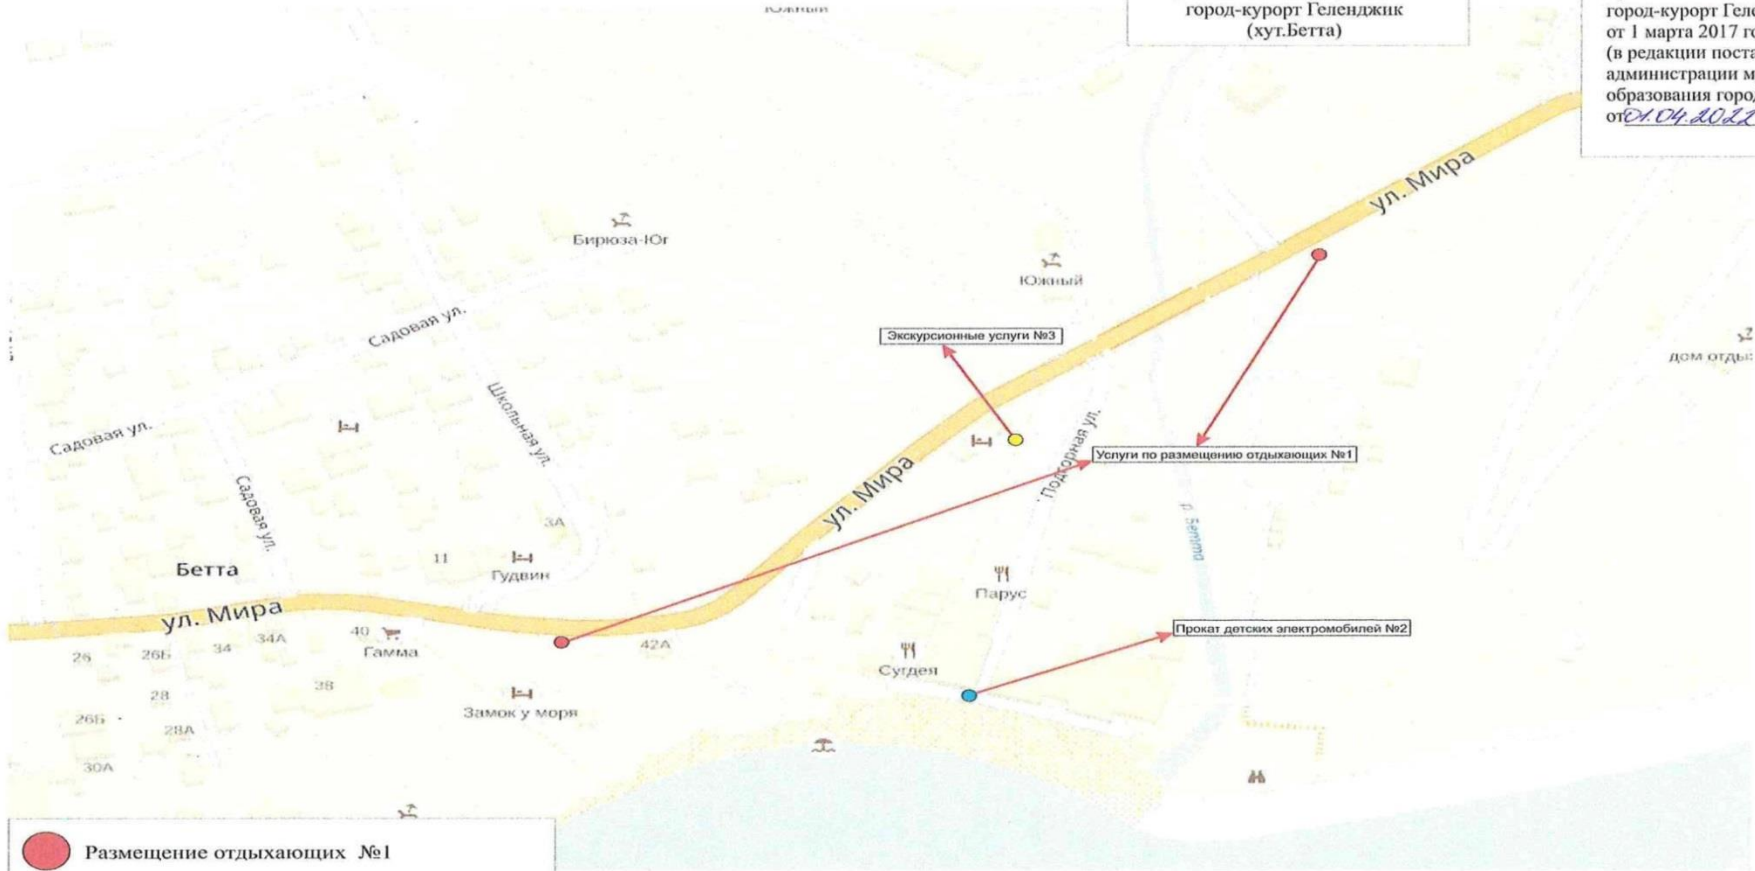 Южный
город-курорт Геленджик
(хут.Бетта)
город-курорт Геле
от 1 марта 2017 го
(в редакции поста
администрации м
образования город
от 01.04.2022
ул. Мира
Бирюза-Юг
Южный
Садовая ул.
Экскурсионные услуги №3
дом отды
Школьная ул.
Садовая ул.
Подгорная ул.
Услуги по размещению отдыхающих №1
ул. Мира
Садовая ул.
3А
р. Бетта
11
Гудвин
Бетта
Парус
ул. Мира
Прокат детских электромобилей №2
40
34А
34
42А
26
26Б
Гамма
Сугдея
38
28
Замок у моря
26Б
28А
30А
Размещение отдыхающих №1